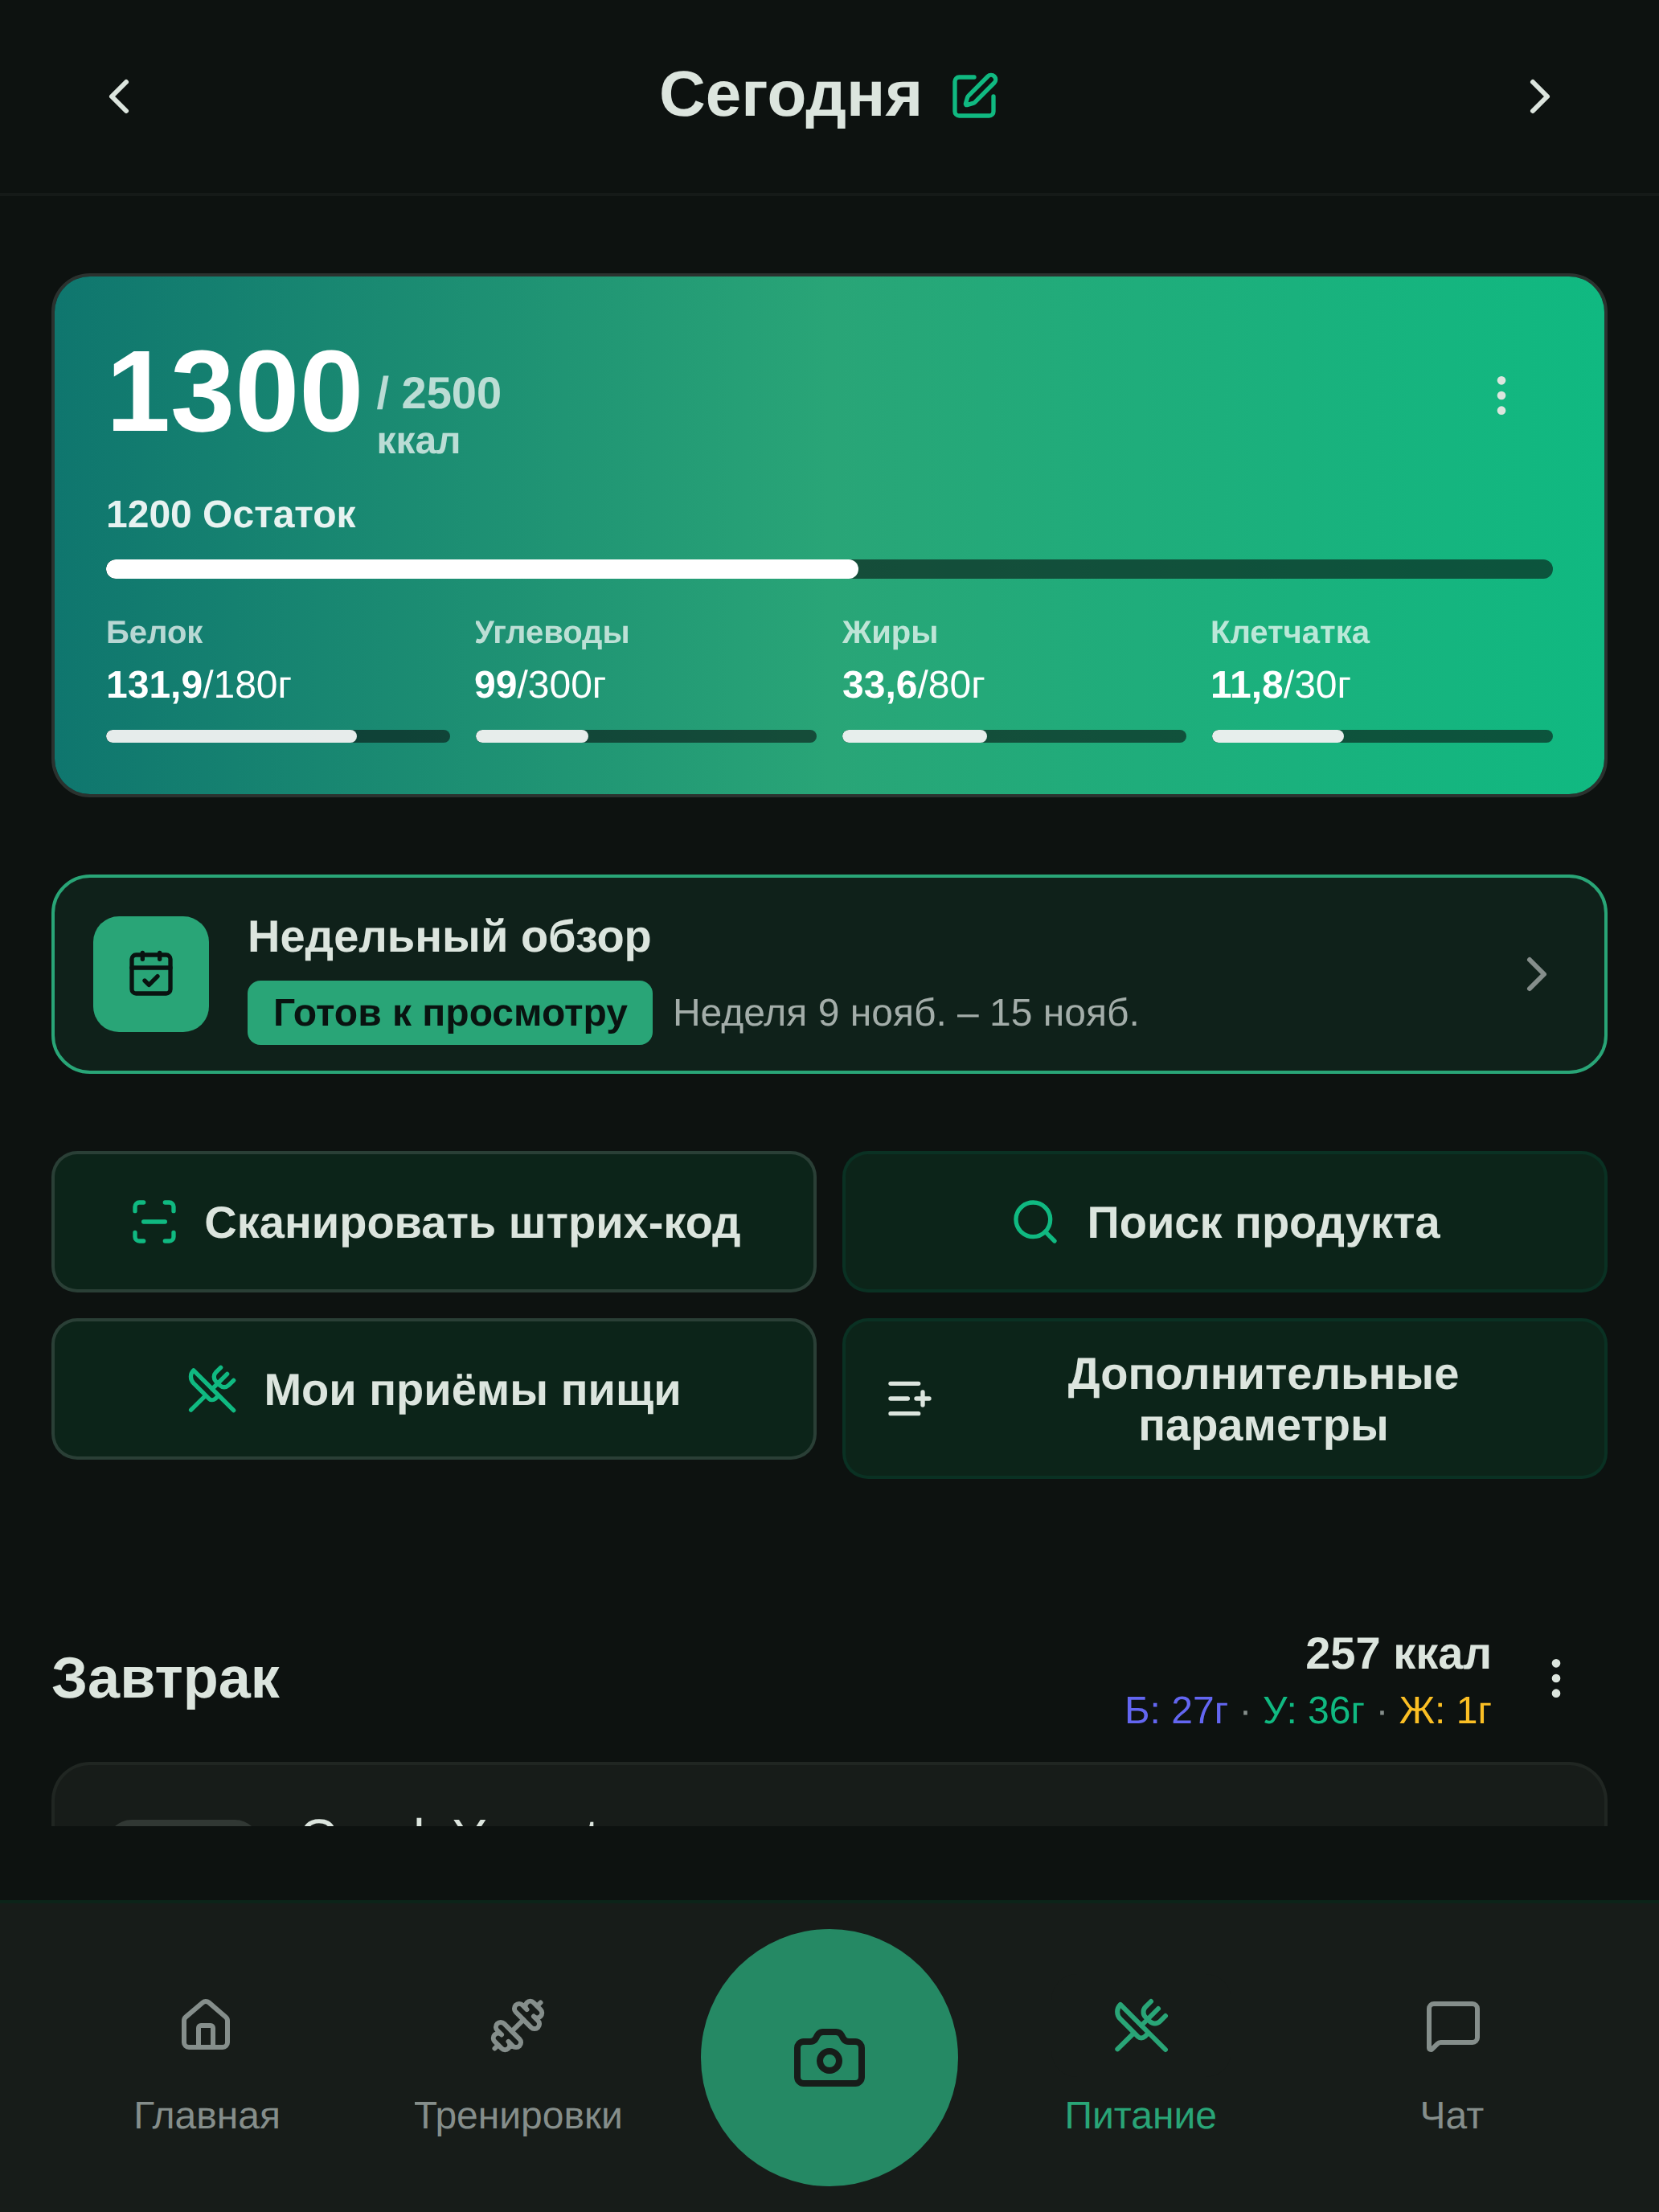 Сегодня
1300 / 2500
ккал
1200 Остаток
Белок Углеводы Жиры Клетчатка
131,9/180г 99/300г 33,6/80г 11,8/30г
Недельный обзор
Готов к просмотру Неделя 9 нояб. – 15 нояб.
Сканировать штрих-код Поиск продукта
Мои приёмы пищи
Дополнительные
параметры
Завтрак
257 ккал
Б: 27г · У: 36г · Ж: 1г
Главная Тренировки Питание Чат